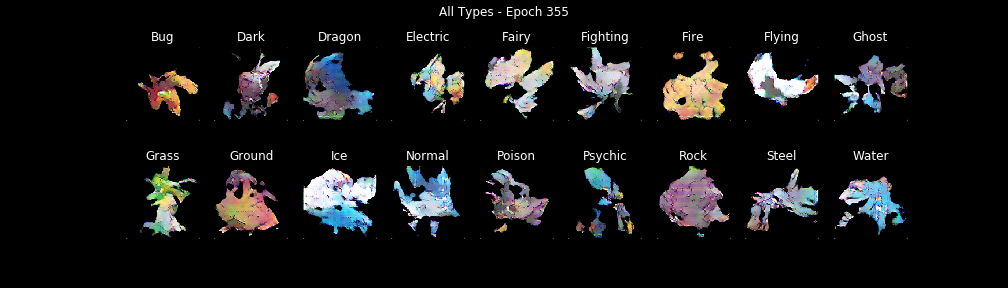 All Types - Epoch 355
Bug Dark Dragon Electric Fairy Fighting Fire Flying Ghost
Grass Ground Ice Normal Poison Psychic Rock Steel Water